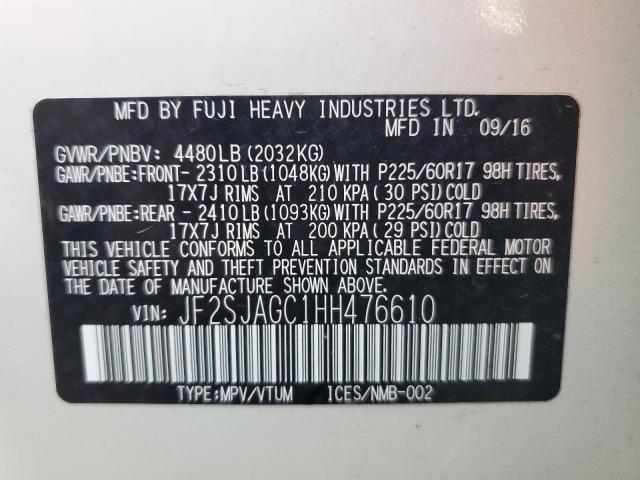 MFD BY FUJI HEAVY INDUSTRIES LTD.
MFD IN 09/16
GVWR/PNBV: 4480LB (2032KG)
GAWR/PNBE:FRONT- 2310LB (1048KG) WITH P225/60R17 98H TIRES,
17X7J RIMS AT 210 KPA (30 PSI) COLD
GAWR/PNBE:REAR - 2410LB (1093KG) WITH P225/60R17 98H TIRES,
17X7J RIMS AT 200 KPA (29 PSI) COLD
THIS VEHICLE CONFORMS TO ALL APPLICABLE FEDERAL MOTOR
VEHICLE SAFETY AND THEFT PREVENTION STANDARDS IN EFFECT ON
THE DATE OF MANUFACTURE SHOWN ABOVE.
VIN: JF2SJAGC1HH476610
TYPE:MPV/VTUM ICES/NMB-002